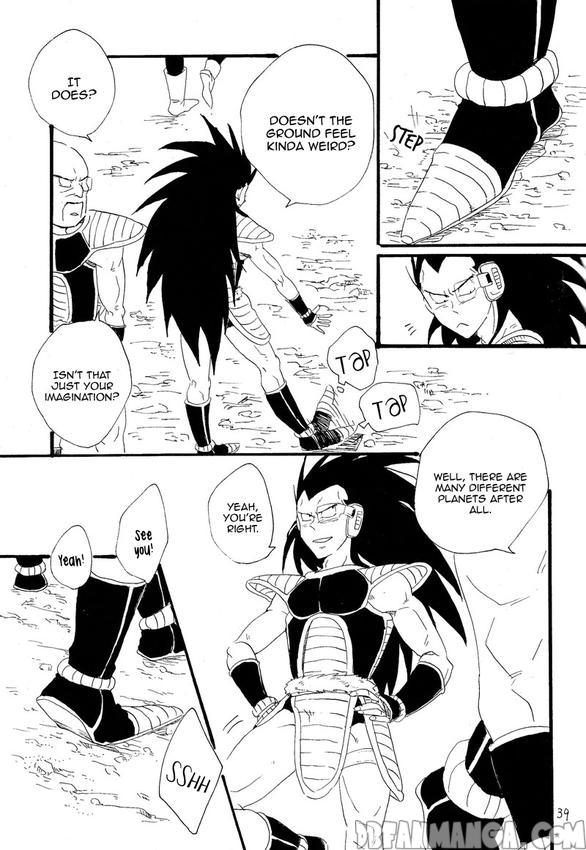 STEP
DOESN'T THE
GROUND FEEL
KINDA WEIRD?
IT
DOES?
ISN'T THAT
JUST YOUR
IMAGINATION?
TAP
TAP
WELL, THERE ARE
MANY DIFFERENT
PLANETS AFTER
ALL.
YEAH,
YOU'RE
RIGHT.
See
you!
Yeah!
SSHH
39
DBFANMANGA.COM